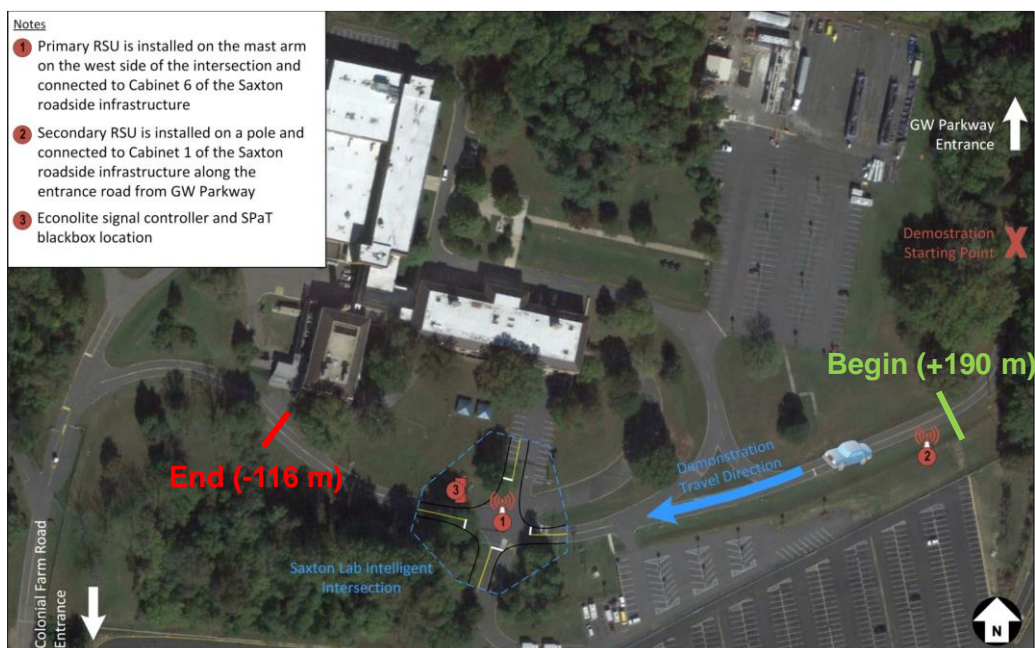 Notes
1 Primary RSU is installed on the mast arm
on the west side of the intersection and
connected to Cabinet 6 of the Saxton
roadside infrastructure
2 Secondary RSU is installed on a pole and
connected to Cabinet 1 of the Saxton
roadside infrastructure along the
entrance road from GW Parkway
3 Econolite signal controller and SPaT
blackbox location
GW Parkway
Entrance
Demostration
Starting Point
X
Begin (+190 m)
2
Demonstration
Travel Direction
End (-116 m)
3
1
Saxton Lab Intelligent
Intersection
Colonial Farm Road
Entrance
N